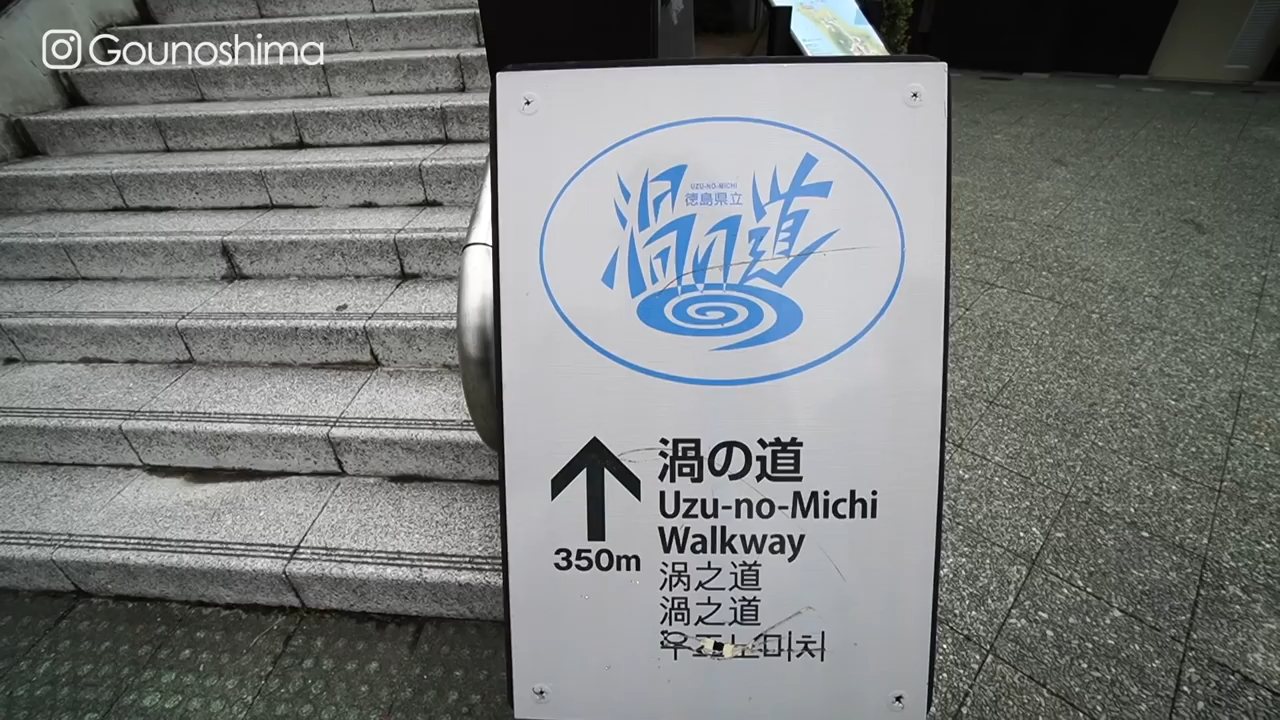 Gounoshima
UZU-NO-MICHI
徳島県立
渦の道
渦の道
350m
Uzu-no-Michi
Walkway
涡之道
渦之道
우즈노미치